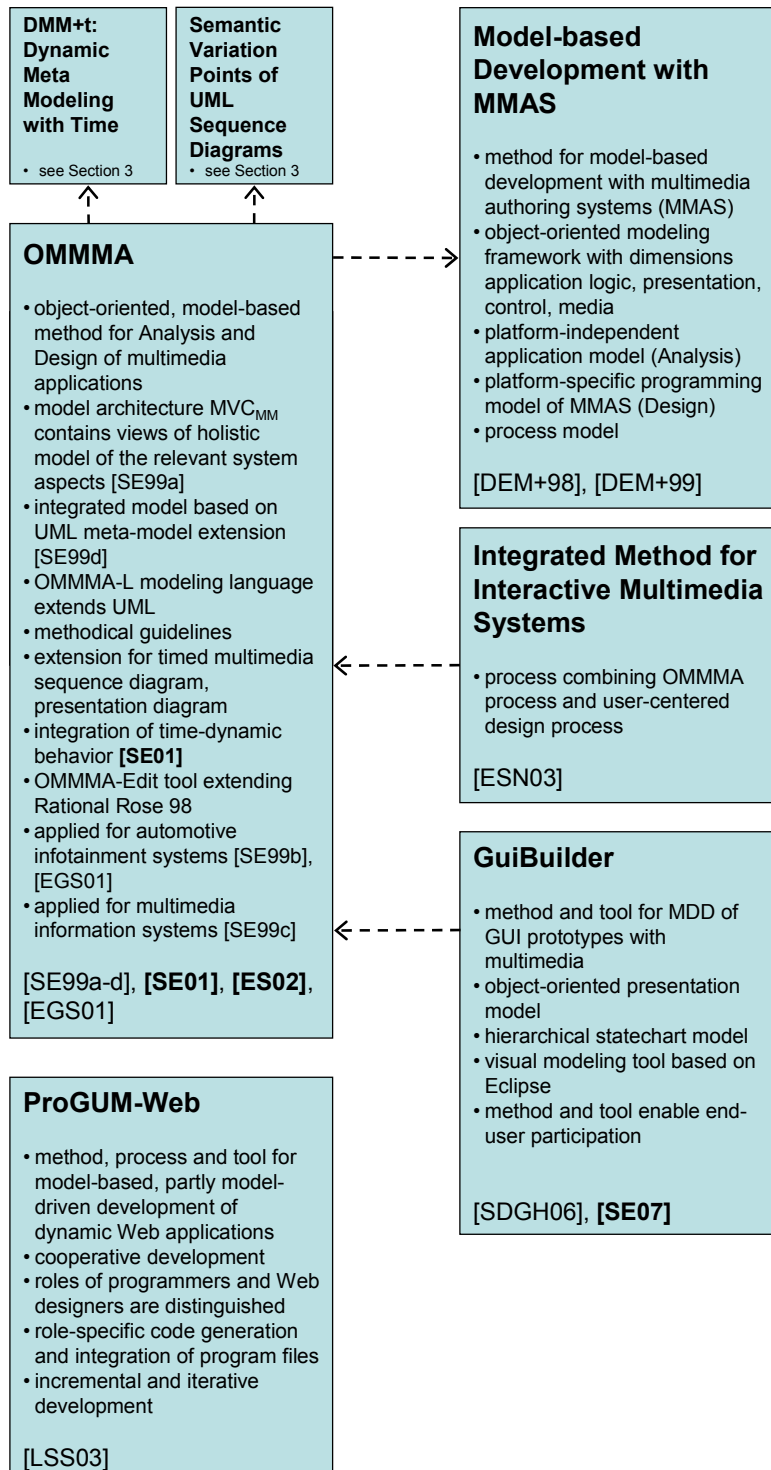 DMM+t:
Dynamic
Meta
Modeling
with Time
• see Section 3
Semantic
Variation
Points of
UML
Sequence
Diagrams
• see Section 3
OMMMA
• object-oriented, model-based
method for Analysis and
Design of multimedia
applications
• model architecture MVCMM
contains views of holistic
model of the relevant system
aspects [SE99a]
• integrated model based on
UML meta-model extension
[SE99d]
• OMMMA-L modeling language
extends UML
• methodical guidelines
• extension for timed multimedia
sequence diagram,
presentation diagram
• integration of time-dynamic
behavior [SE01]
• OMMMA-Edit tool extending
Rational Rose 98
• applied for automotive
infotainment systems [SE99b],
[EGS01]
• applied for multimedia
information systems [SE99c]
[SE99a-d], [SE01], [ES02],
[EGS01]
ProGUM-Web
• method, process and tool for
model-based, partly model-
driven development of
dynamic Web applications
• cooperative development
• roles of programmers and Web
designers are distinguished
• role-specific code generation
and integration of program files
• incremental and iterative
development
[LSS03]
Model-based
Development with
MMAS
• method for model-based
development with multimedia
authoring systems (MMAS)
• object-oriented modeling
framework with dimensions
application logic, presentation,
control, media
• platform-independent
application model (Analysis)
• platform-specific programming
model of MMAS (Design)
• process model
[DEM+98], [DEM+99]
Integrated Method for
Interactive Multimedia
Systems
• process combining OMMMA
process and user-centered
design process
[ESN03]
GuiBuilder
• method and tool for MDD of
GUI prototypes with
multimedia
• object-oriented presentation
model
• hierarchical statechart model
• visual modeling tool based on
Eclipse
• method and tool enable end-
user participation
[SDGH06], [SE07]